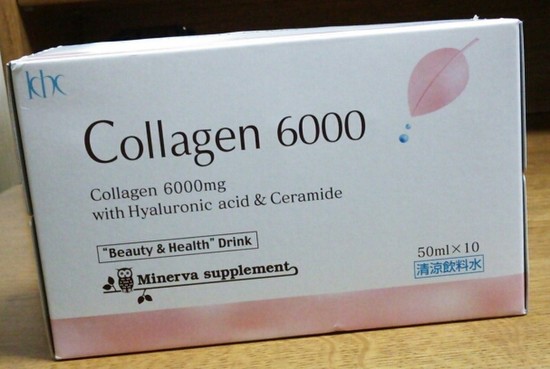 khc
Collagen 6000
Collagen 6000mg
with Hyaluronic acid & Ceramide
"Beauty & Health" Drink
Minerva supplement
50ml×10
清涼飲料水